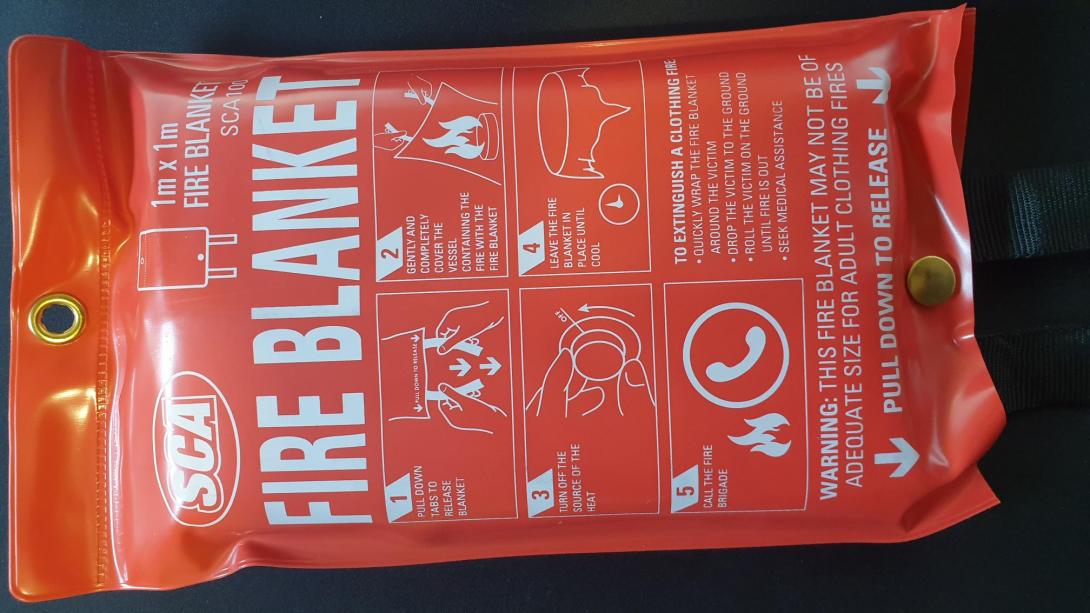 SCA
1m x 1m
FIRE BLANKET
SCA100
FIRE BLANKET
1
PULL DOWN
TABS TO
RELEASE
BLANKET
PULL DOWN TO RELEASE
2
GENTLY AND
COMPLETELY
COVER THE
VESSEL
CONTAINING THE
FIRE WITH THE
FIRE BLANKET
3
TURN OFF THE
SOURCE OF THE
HEAT
OFF
4
LEAVE THE FIRE
BLANKET IN
PLACE UNTIL
COOL
5
CALL THE FIRE
BRIGADE
TO EXTINGUISH A CLOTHING FIRE
• QUICKLY WRAP THE FIRE BLANKET
AROUND THE VICTIM
• DROP THE VICTIM TO THE GROUND
• ROLL THE VICTIM ON THE GROUND
UNTIL FIRE IS OUT
• SEEK MEDICAL ASSISTANCE
WARNING: THIS FIRE BLANKET MAY NOT BE OF
ADEQUATE SIZE FOR ADULT CLOTHING FIRES
PULL DOWN TO RELEASE